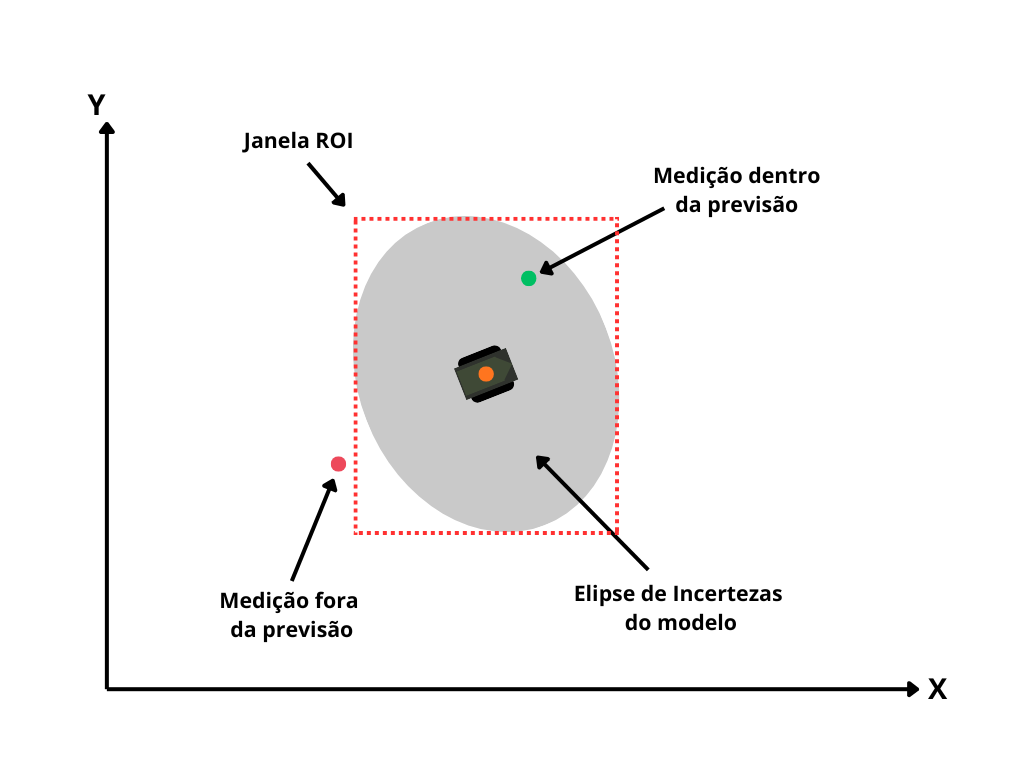 Y
Janela ROI
Medição dentro
da previsão
Medição fora
da previsão
Elipse de Incertezas
do modelo
X